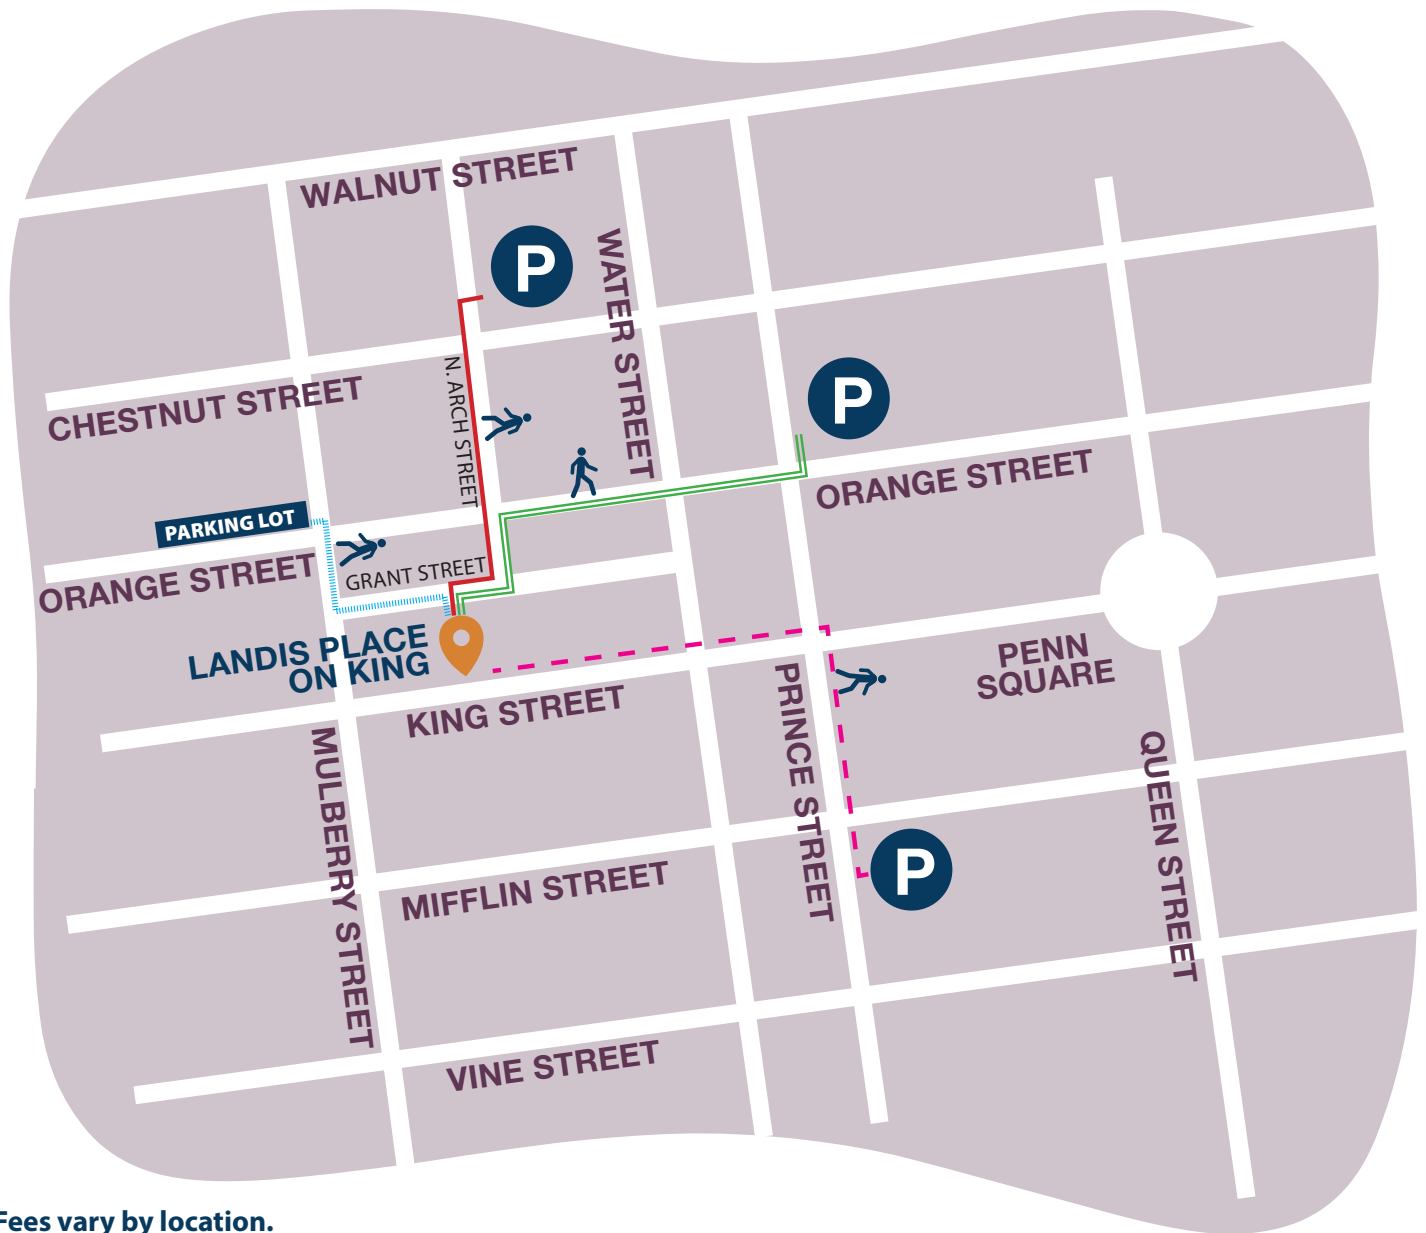 WALNUT STREET
P
WATER STREET
N. ARCH STREET
CHESTNUT STREET
P
ORANGE STREET
PARKING LOT
ORANGE STREET
GRANT STREET
LANDIS PLACE
ON KING
PENN
SQUARE
KING STREET
PRINCE STREET
MULBERRY STREET
QUEEN STREET
P
MIFFLIN STREET
VINE STREET
Fees vary by location.